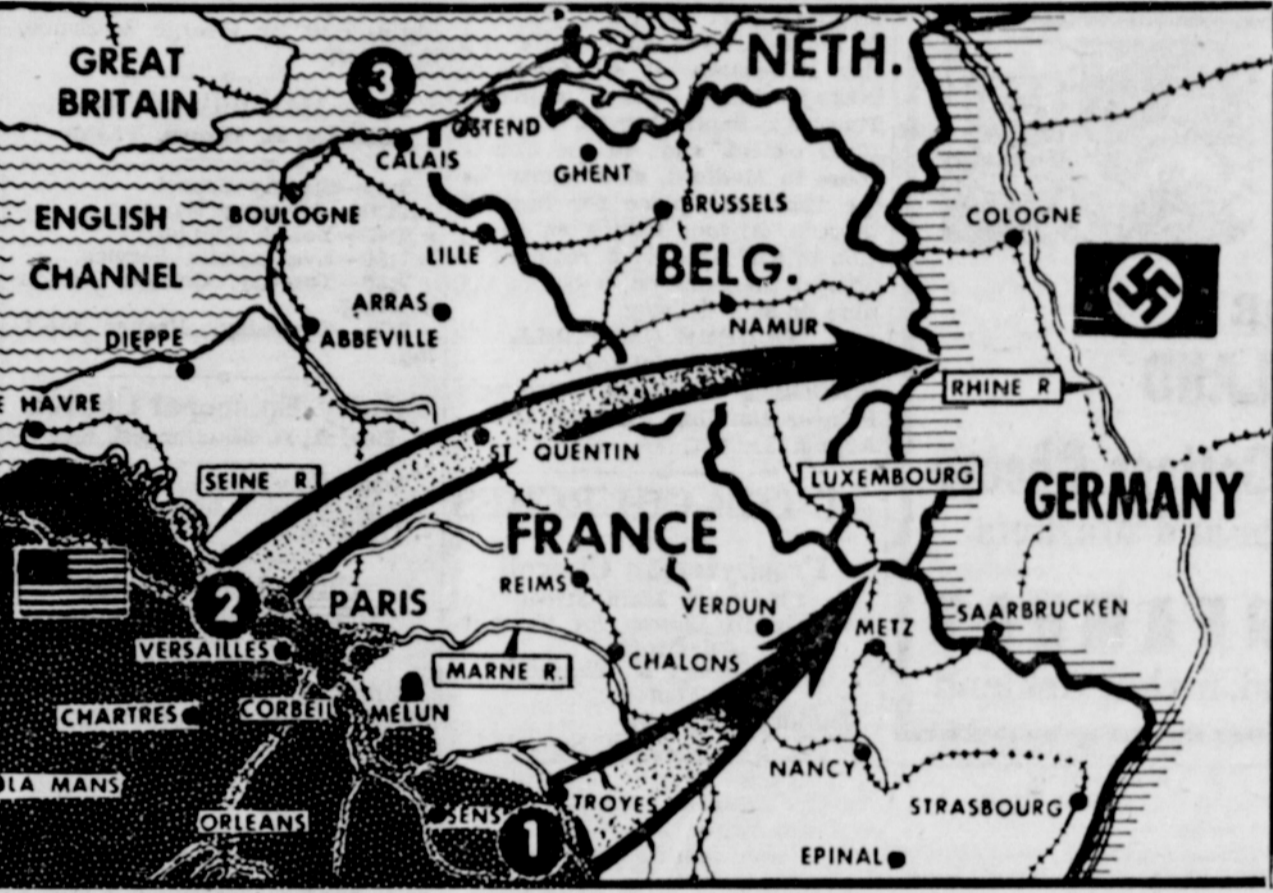 GREAT
BRITAIN
3
NETH.
OSTEND
CALAIS
GHENT
ENGLISH
CHANNEL
BOULOGNE
BRUSSELS
COLOGNE
LILLE
BELG.
ARRAS
NAMUR
DIEPPE
ABBEVILLE
E HAVRE
RHINE R
ST. QUENTIN
SEINE R.
LUXEMBOURG
GERMANY
FRANCE
2
PARIS
REIMS
VERDUN
SAARBRUCKEN
METZ
VERSAILLES
MARNE R.
CHALONS
CHARTRES
CORBEIL
MELUN
NANCY
LA MANS
TROYES
STRASBOURG
ORLEANS
SENS
1
EPINAL